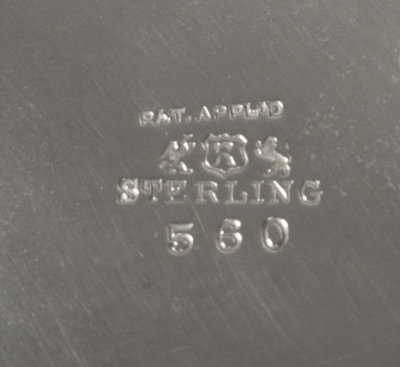 PAT. APPL'D
R
STERLING
560